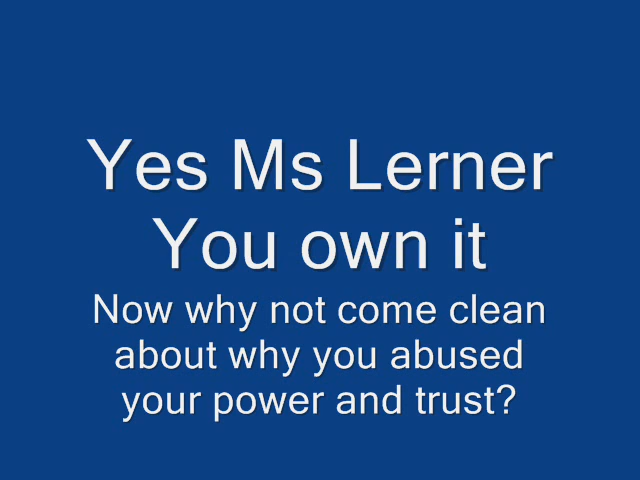 Yes Ms Lerner
You own it
Now why not come clean
about why you abused
your power and trust?